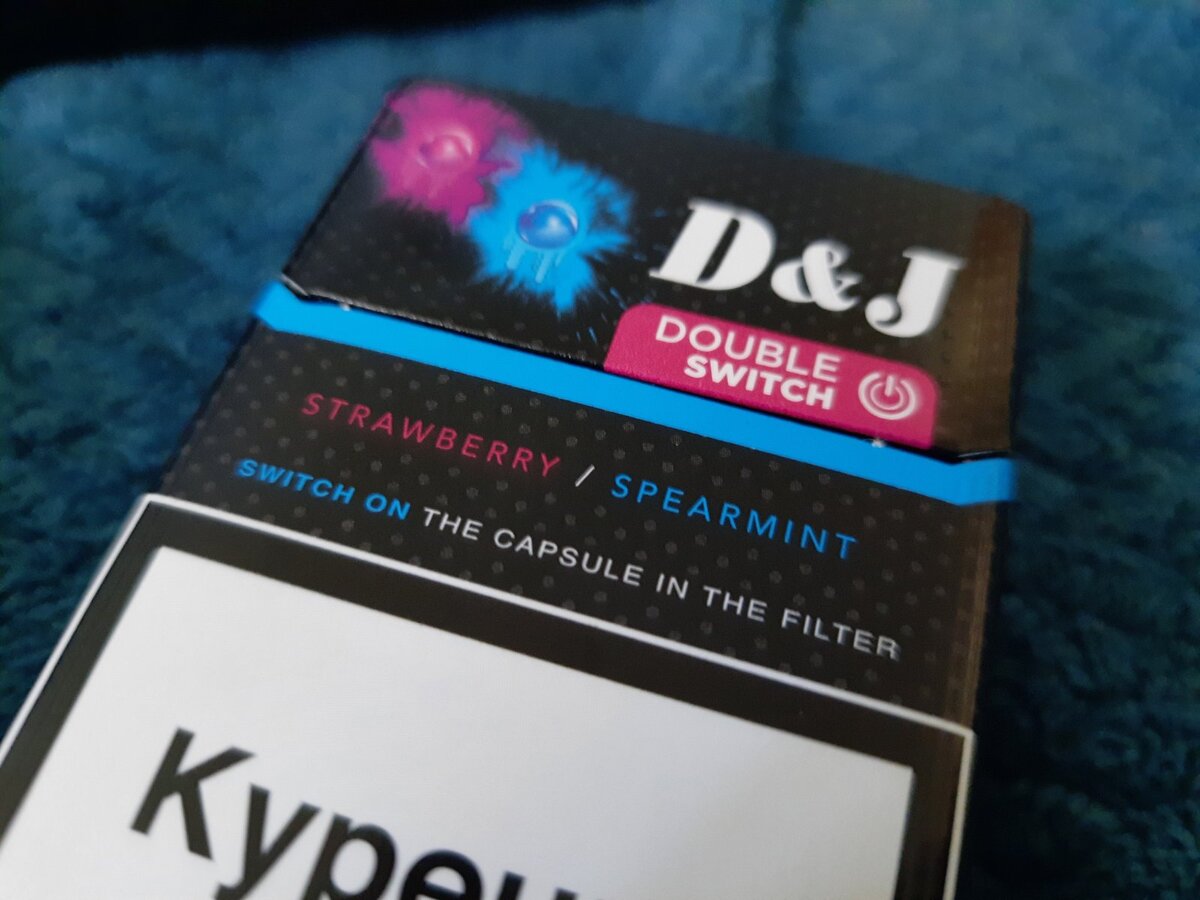 D&J
DOUBLE
SWITCH
STRAWBERRY / SPEARMINT
SWITCH ON THE CAPSULE IN THE FILTER